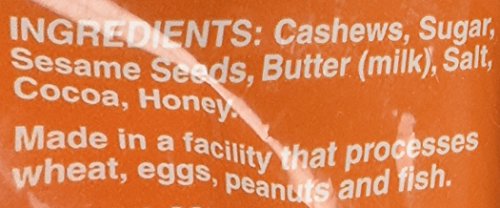 INGREDIENTS: Cashews, Sugar,
Sesame Seeds, Butter (milk), Salt,
Cocoa, Honey.
Made in a facility that processes
wheat, eggs, peanuts and fish.